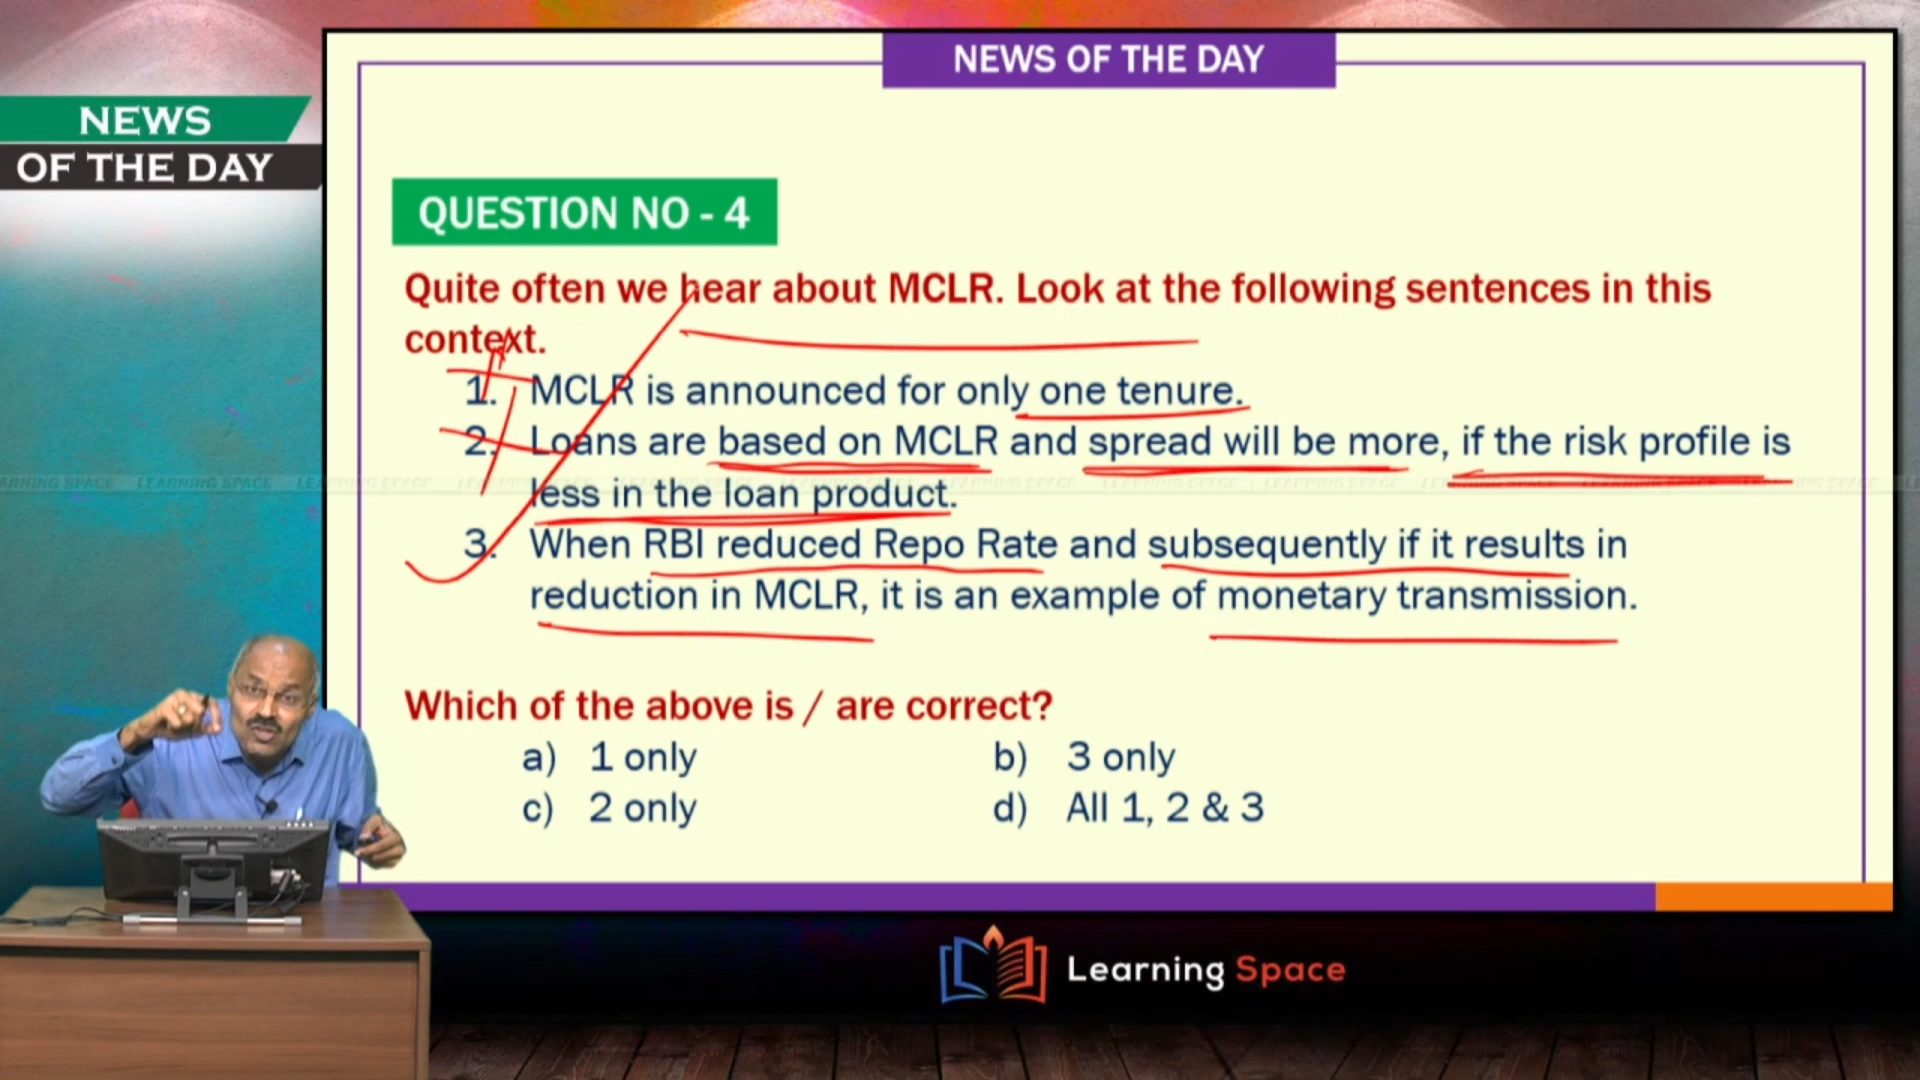 NEWS OF THE DAY
NEWS
OF THE DAY
QUESTION NO - 4
Quite often we hear about MCLR. Look at the following sentences in this
context.
1. MCLR is announced for only one tenure.
2. Loans are based on MCLR and spread will be more, if the risk profile is
less in the loan product.
3. When RBI reduced Repo Rate and subsequently if it results in
reduction in MCLR, it is an example of monetary transmission.
Which of the above is / are correct?
a) 1 only
b) 3 only
c) 2 only
d) All 1, 2 & 3
LEARNING SPACE
Learning Space